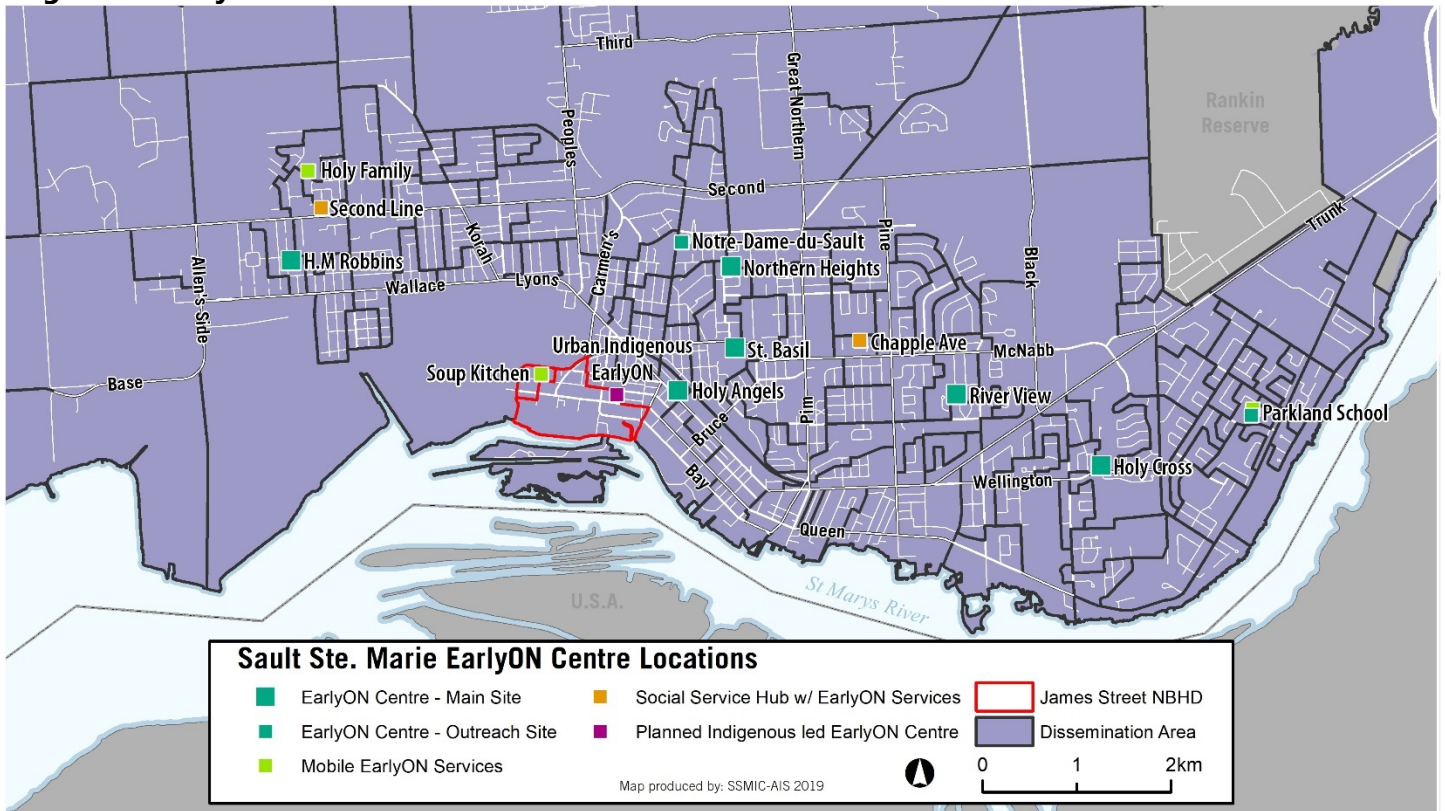 Third
Great Northern
Peoples
Rankin
Reserve
Holy Family
Second
Second Line
Trunk
Korah
Carmen's
Notre-Dame-du-Sault
Pine
Black
H.M Robbins
Northern Heights
Allen's Side
Wallace
Lyons
Urban Indigenous
EarlyON
St. Basil
Chapple Ave
McNabb
Base
Soup Kitchen
Holy Angels
River View
Pim
Parkland School
Bruce
Bay
Wellington
Holy Cross
Queen
St Marys River
U.S.A.
Sault Ste. Marie EarlyON Centre Locations
EarlyON Centre - Main Site
EarlyON Centre - Outreach Site
Mobile EarlyON Services
Social Service Hub w/ EarlyON Services
Planned Indigenous led EarlyON Centre
James Street NBHD
Dissemination Area
0 1 2km
Map produced by: SSMIC-AIS 2019